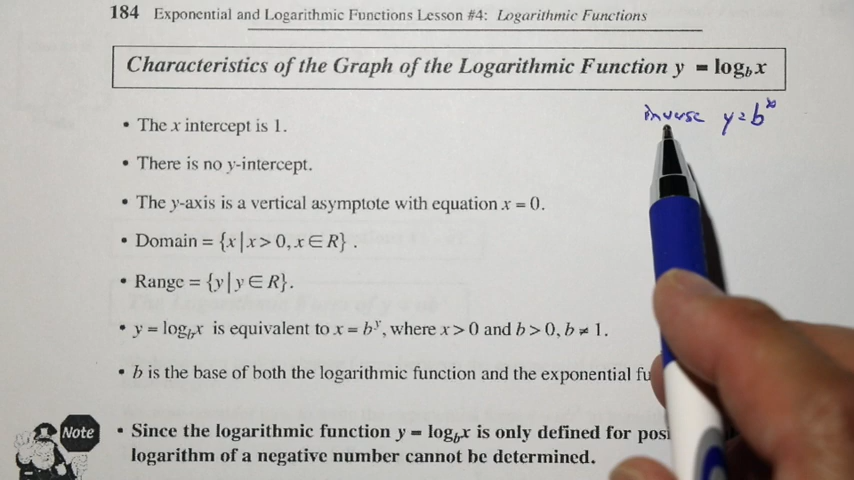 184 Exponential and Logarithmic Functions Lesson #4: Logarithmic Functions
Characteristics of the Graph of the Logarithmic Function y = log_b x
inverse y = b^x
• The x intercept is 1.
• There is no y-intercept.
• The y-axis is a vertical asymptote with equation x = 0.
• Domain = {x | x > 0, x ∈ R} .
• Range = {y | y ∈ R}.
• y = log_b x is equivalent to x = b^y, where x > 0 and b > 0, b ≠ 1.
• b is the base of both the logarithmic function and the exponential fu
Note • Since the logarithmic function y = log_b x is only defined for posi
logarithm of a negative number cannot be determined.